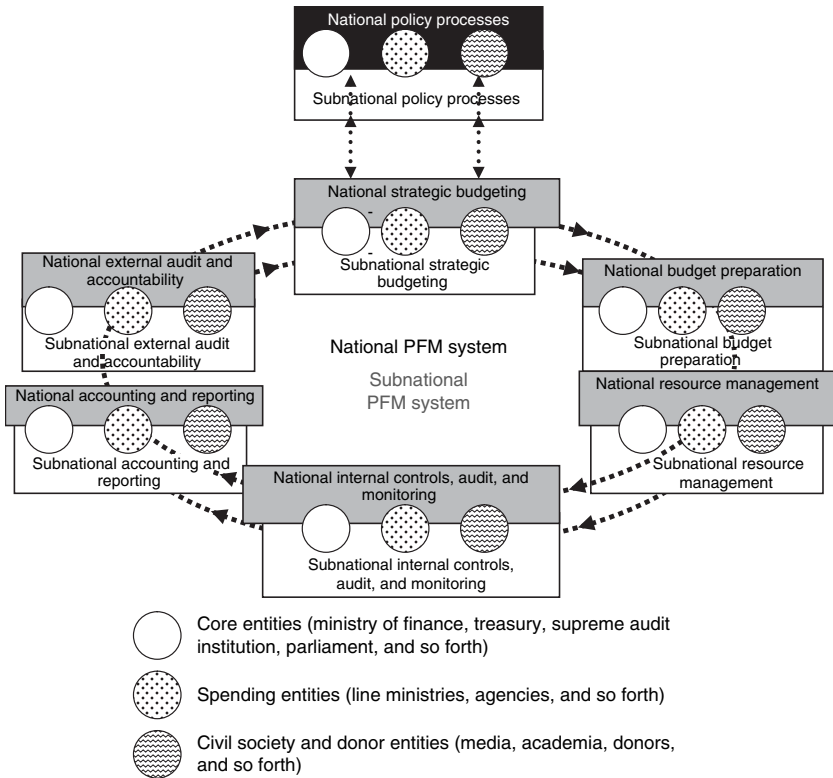 National policy processes
Subnational policy processes
National strategic budgeting
Subnational strategic
budgeting
National external audit and
accountability
Subnational external audit
and accountability
National budget preparation
Subnational budget
preparation
National PFM system
Subnational
PFM system
National accounting and reporting
Subnational accounting and
reporting
National resource management
Subnational resource
management
National internal controls, audit, and
monitoring
Subnational internal controls,
audit, and monitoring
Core entities (ministry of finance, treasury, supreme audit
institution, parliament, and so forth)
Spending entities (line ministries, agencies, and so forth)
Civil society and donor entities (media, academia, donors,
and so forth)